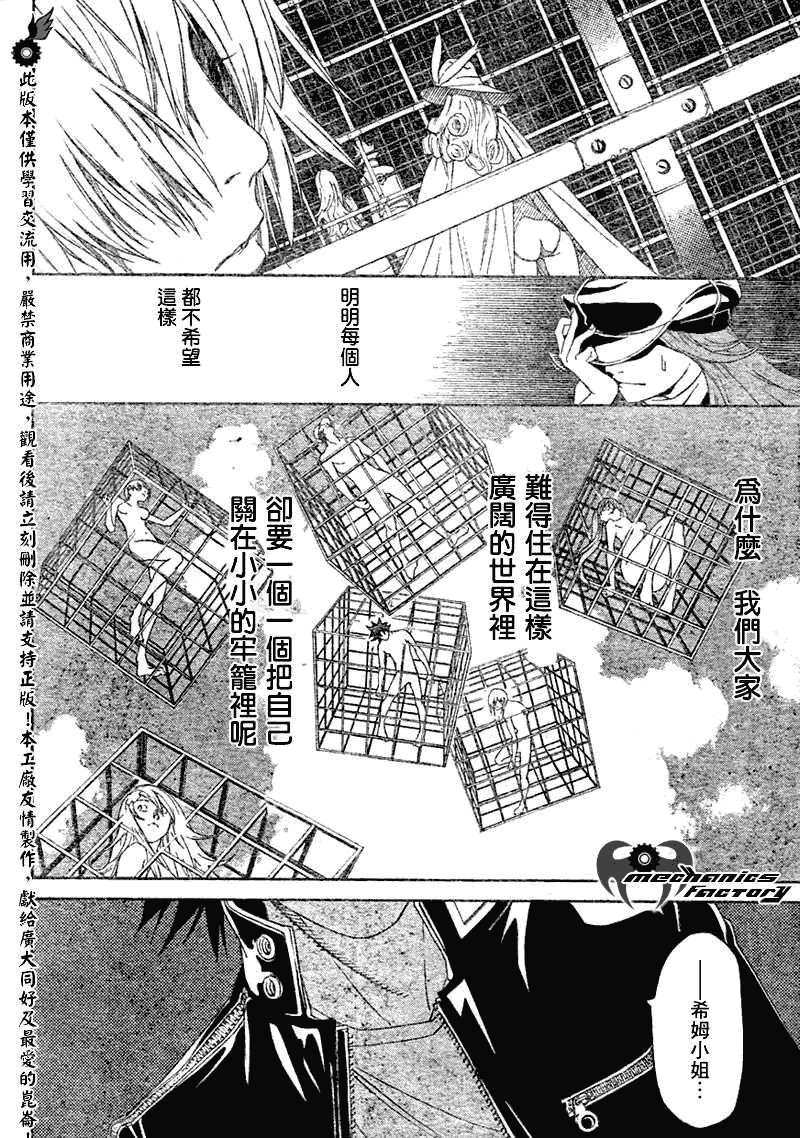 明明每個人
都不希望
這樣
為什麼 我們大家
難得住在這樣
廣闊的世界裡
卻要一個一個把自己
關在小小的牢籠裡呢
——希姆小姐…
mechanics
factory
此版本僅供學習交流用，嚴禁商業用途，觀看後請立刻刪除並請支持正版！本工廠友情製作，獻給廣大同好及最愛的崑崙！